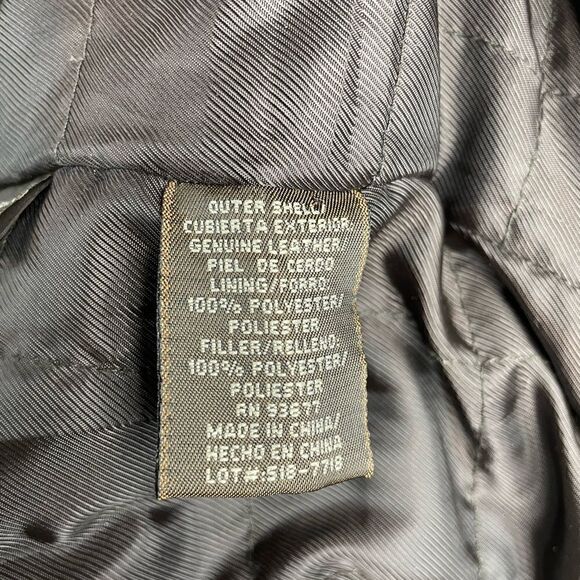 OUTER SHELL/
CUBIERTA EXTERIOR:
GENUINE LEATHER/
PIEL DE CERDO
LINING/FORRO:
100% POLYESTER/
POLIESTER
FILLER/RELLENO:
100% POLYESTER/
POLIESTER
RN 93677
MADE IN CHINA/
HECHO EN CHINA
LOT#:518-7718